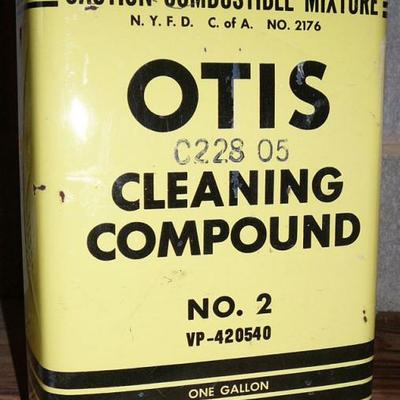 CAUTION-COMBUSTIBLE MIXTURE
N.Y.F.D. C. of A. NO. 2176
OTIS
C228 05
CLEANING
COMPOUND
NO. 2
VP-420540
ONE GALLON